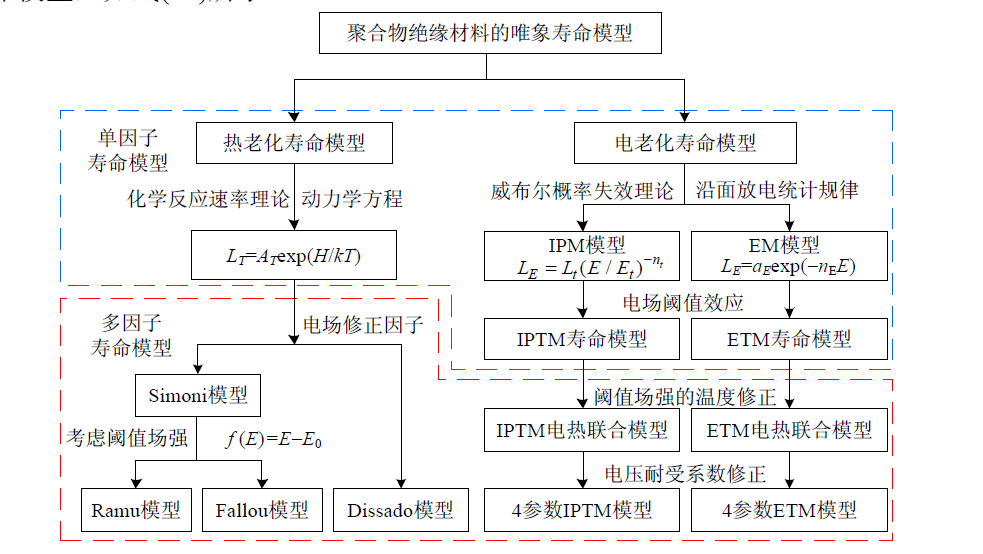 聚合物绝缘材料的唯象寿命模型
单因子
寿命模型
热老化寿命模型
电老化寿命模型
化学反应速率理论
动力学方程
威布尔概率失效理论
沿面放电统计规律
L_T=A_Texp(H/kT)
IPM模型
L_E = L_t(E / E_t)^{-n_t}
EM模型
L_E=a_Eexp(−n_EE)
电场阈值效应
多因子
寿命模型
电场修正因子
IPTM寿命模型
ETM寿命模型
Simoni模型
阈值场强的温度修正
考虑阈值场强
f (E)=E−E_0
IPTM电热联合模型
ETM电热联合模型
电压耐受系数修正
Ramu模型
Fallou模型
Dissado模型
4参数IPTM模型
4参数ETM模型